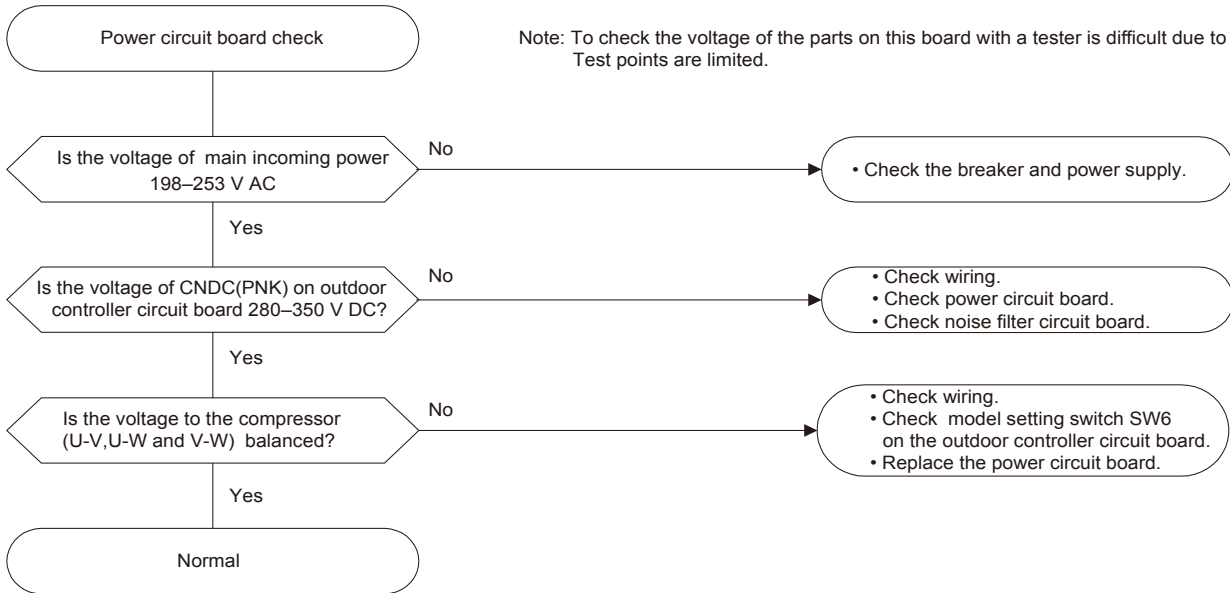 Power circuit board check
Note: To check the voltage of the parts on this board with a tester is difficult due to
Test points are limited.
Is the voltage of main incoming power
198–253 V AC
No
• Check the breaker and power supply.
Yes
Is the voltage of CNDC(PNK) on outdoor
controller circuit board 280–350 V DC?
No
• Check wiring.
• Check power circuit board.
• Check noise filter circuit board.
Yes
Is the voltage to the compressor
(U-V,U-W and V-W) balanced?
No
• Check wiring.
• Check model setting switch SW6
on the outdoor controller circuit board.
• Replace the power circuit board.
Yes
Normal